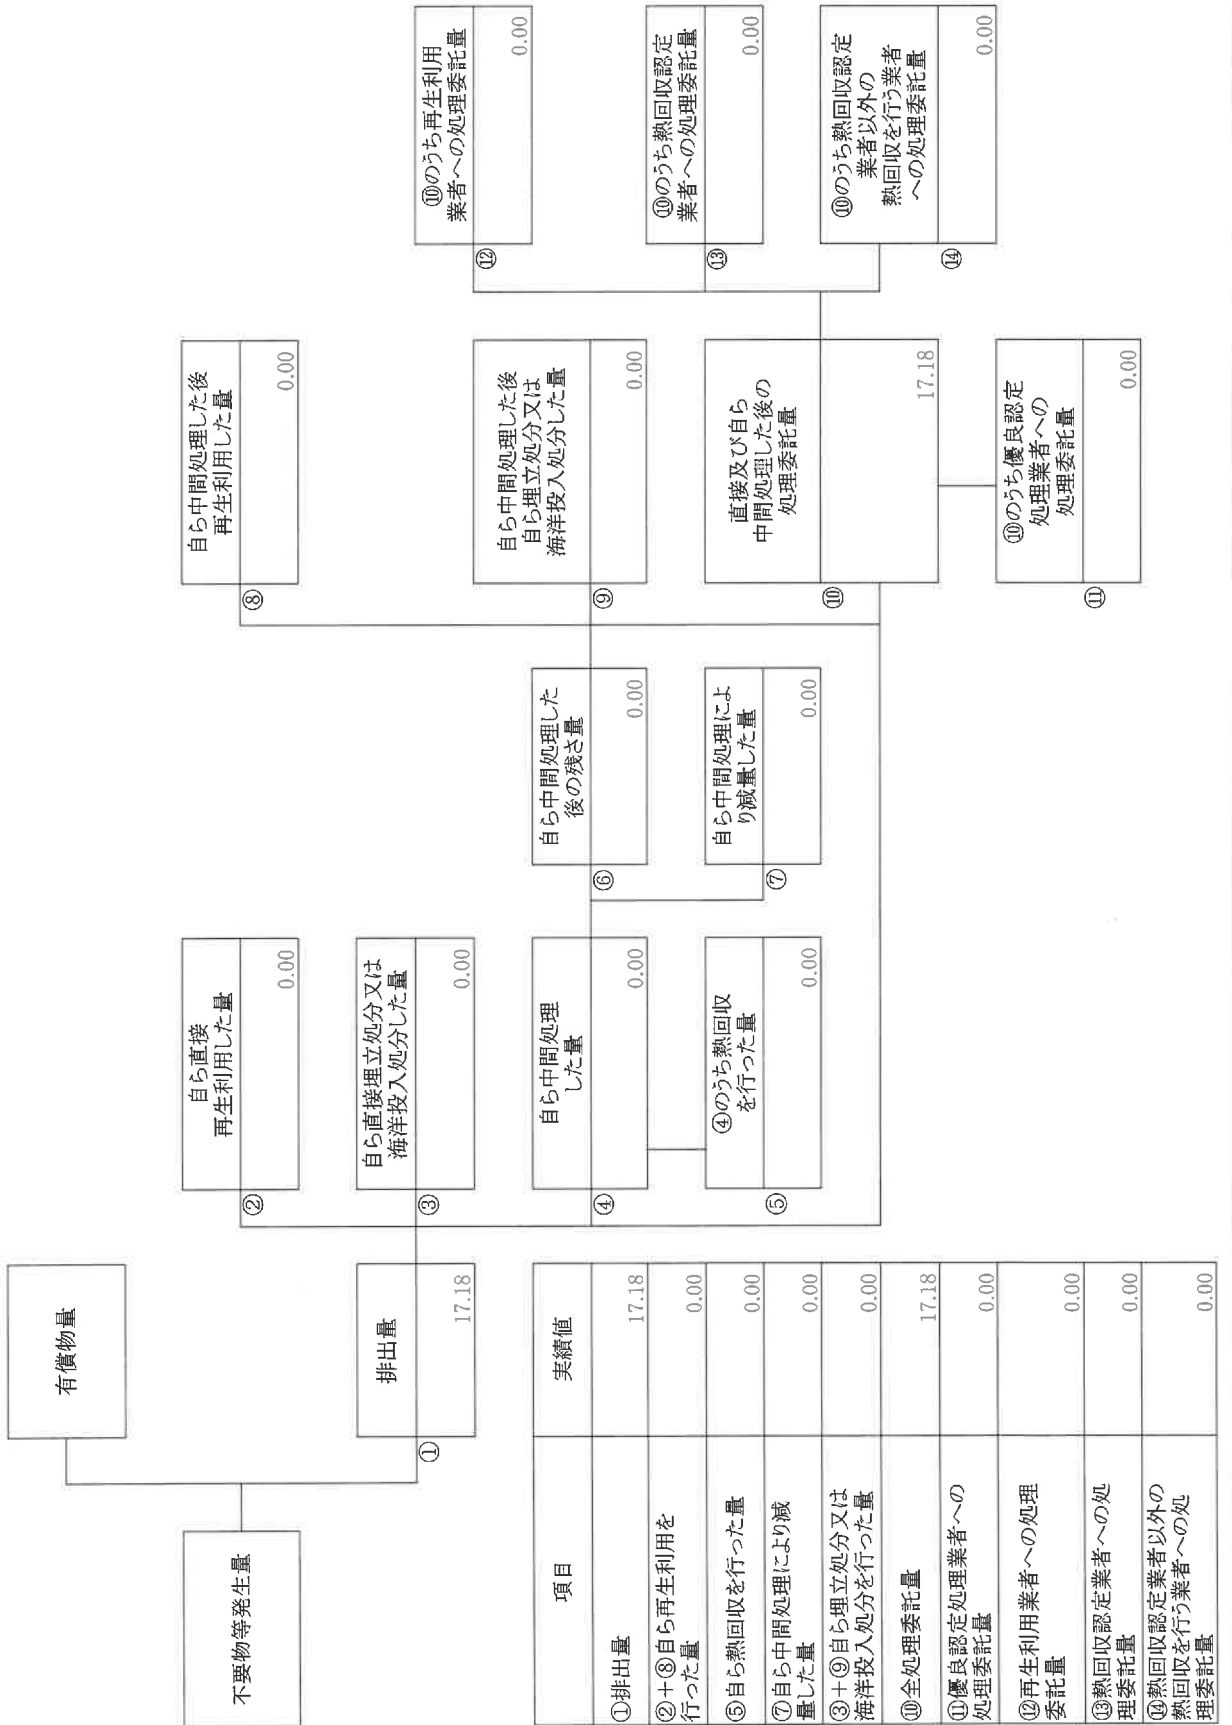 不要物等発生量
有償物量
①
排出量
17.18
②
自ら直接
再生利用した量
0.00
③
自ら直接埋立処分又は
海洋投入処分した量
0.00
④
自ら中間処理
した量
0.00
⑤
④のうち熱回収
を行った量
0.00
⑥
自ら中間処理した
後の残さ量
0.00
⑦
自ら中間処理によ
り減量した量
0.00
⑧
自ら中間処理した後
再生利用した量
0.00
⑨
自ら中間処理した後
自ら埋立処分又は
海洋投入処分した量
0.00
⑩
直接及び自ら
中間処理した後の
処理委託量
17.18
⑪
⑩のうち優良認定
処理業者への
処理委託量
0.00
⑫
⑩のうち再生利用
業者への処理委託量
0.00
⑬
⑩のうち熱回収認定
業者への処理委託量
0.00
⑭
⑩のうち熱回収認定
業者以外の
熱回収を行う業者
への処理委託量
0.00
項目
実績値
①排出量
17.18
②+⑧自ら再生利用を
行った量
0.00
⑤自ら熱回収を行った量
0.00
⑦自ら中間処理により減
量した量
0.00
③+⑨自ら埋立処分又は
海洋投入処分を行った量
0.00
⑩全処理委託量
17.18
⑪優良認定処理業者への
処理委託量
0.00
⑫再生利用業者への処理
委託量
0.00
⑬熱回収認定業者への処
理委託量
0.00
⑭熱回収認定業者以外の
熱回収を行う業者への処
理委託量
0.00